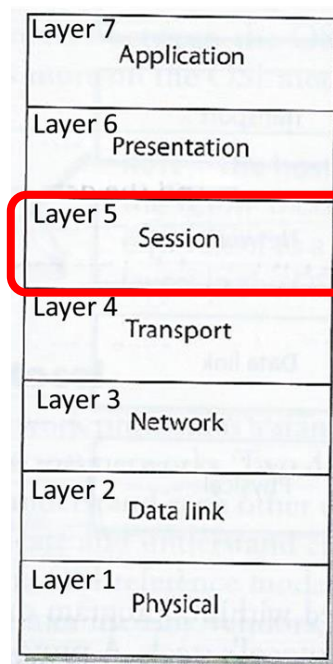 Layer 7
Application
Layer 6
Presentation
Layer 5
Session
Layer 4
Transport
Layer 3
Network
Layer 2
Data link
Layer 1
Physical